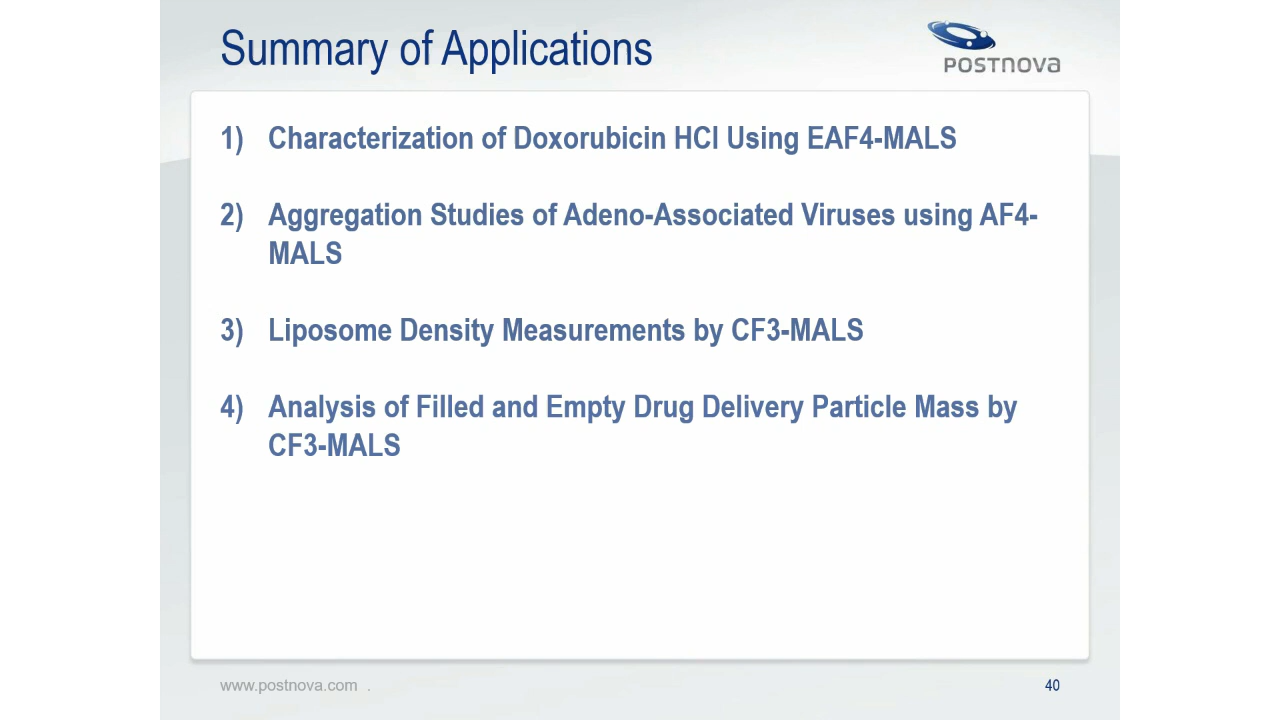 Summary of Applications
POSTNOVA
1) Characterization of Doxorubicin HCl Using EAF4-MALS
2) Aggregation Studies of Adeno-Associated Viruses using AF4-
MALS
3) Liposome Density Measurements by CF3-MALS
4) Analysis of Filled and Empty Drug Delivery Particle Mass by
CF3-MALS
www.postnova.com .
40